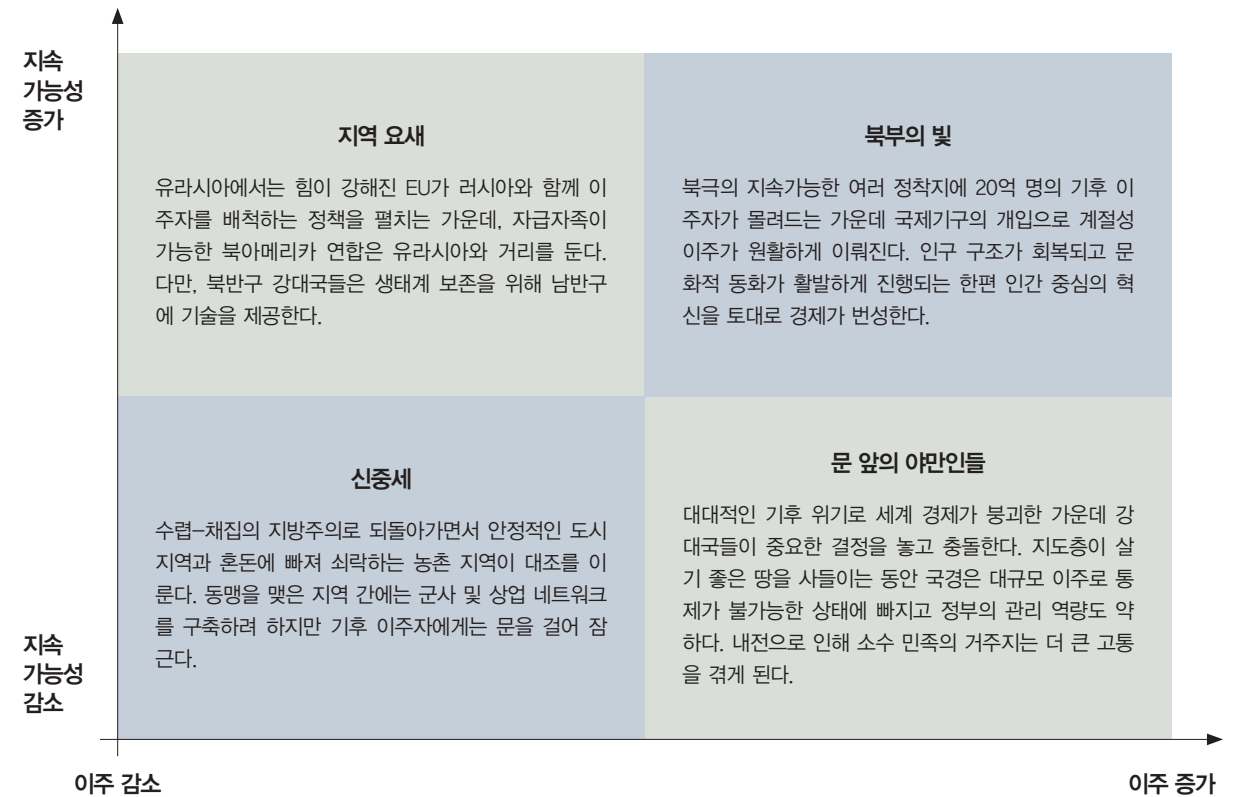 지속
가능성
증가
지역 요새
유라시아에서는 힘이 강해진 EU가 러시아와 함께 이
주자를 배척하는 정책을 펼치는 가운데, 자급자족이
가능한 북아메리카 연합은 유라시아와 거리를 둔다.
다만, 북반구 강대국들은 생태계 보존을 위해 남반구
에 기술을 제공한다.
북부의 빛
북극의 지속가능한 여러 정착지에 20억 명의 기후 이
주자가 몰려드는 가운데 국제기구의 개입으로 계절성
이주가 원활하게 이뤄진다. 인구 구조가 회복되고 문
화적 동화가 활발하게 진행되는 한편 인간 중심의 혁
신을 토대로 경제가 번성한다.
신중세
수렵–채집의 지방주의로 되돌아가면서 안정적인 도시
지역과 혼돈에 빠져 쇠락하는 농촌 지역이 대조를 이
룬다. 동맹을 맺은 지역 간에는 군사 및 상업 네트워크
를 구축하려 하지만 기후 이주자에게는 문을 걸어 잠
근다.
문 앞의 야만인들
대대적인 기후 위기로 세계 경제가 붕괴한 가운데 강
대국들이 중요한 결정을 놓고 충돌한다. 지도층이 살
기 좋은 땅을 사들이는 동안 국경은 대규모 이주로 통
제가 불가능한 상태에 빠지고 정부의 관리 역량도 약
하다. 내전으로 인해 소수 민족의 거주지는 더 큰 고통
을 겪게 된다.
지속
가능성
감소
이주 감소
이주 증가